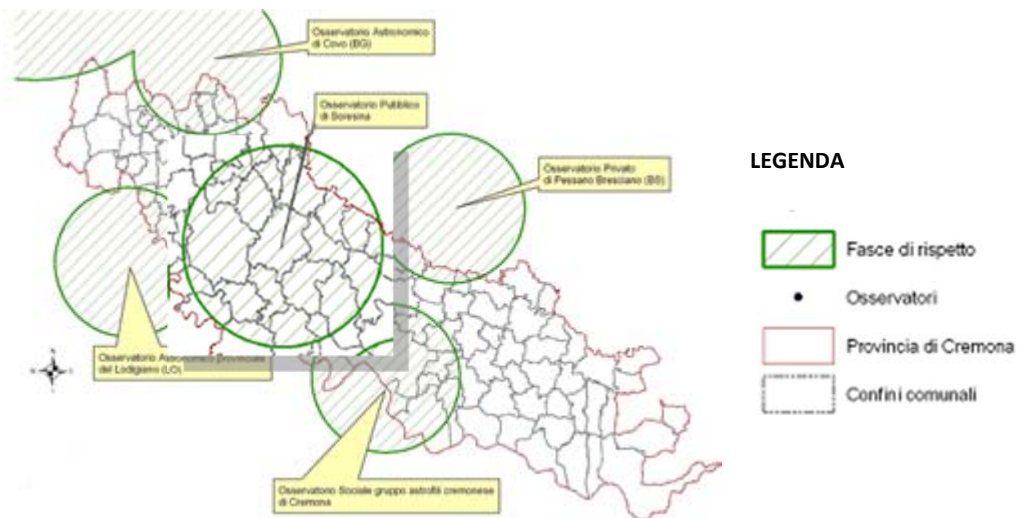 Osservatorio Astronomico
di Covo (BG)
Osservatorio Pubblico
di Soresina
Osservatorio Privato
di Pessano Bresciano (BS)
Osservatorio Astronomico provinciale
del Lodigiano (LO)
Osservatorio Sociale gruppo astrofili cremonese
di Cremona
LEGENDA
Fasce di rispetto
Osservatori
Provincia di Cremona
Confini comunali